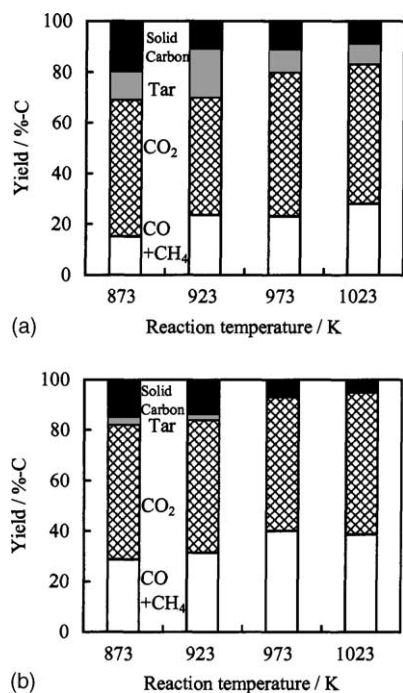 100
80
60
40
20
0
Yield / %-C
Solid
Carbon
Tar
CO₂
CO
+CH₄
873 923 973 1023
(a) Reaction temperature / K
100
80
60
40
20
0
Yield / %-C
Solid
Carbon
Tar
CO₂
CO
+CH₄
873 923 973 1023
(b) Reaction temperature / K